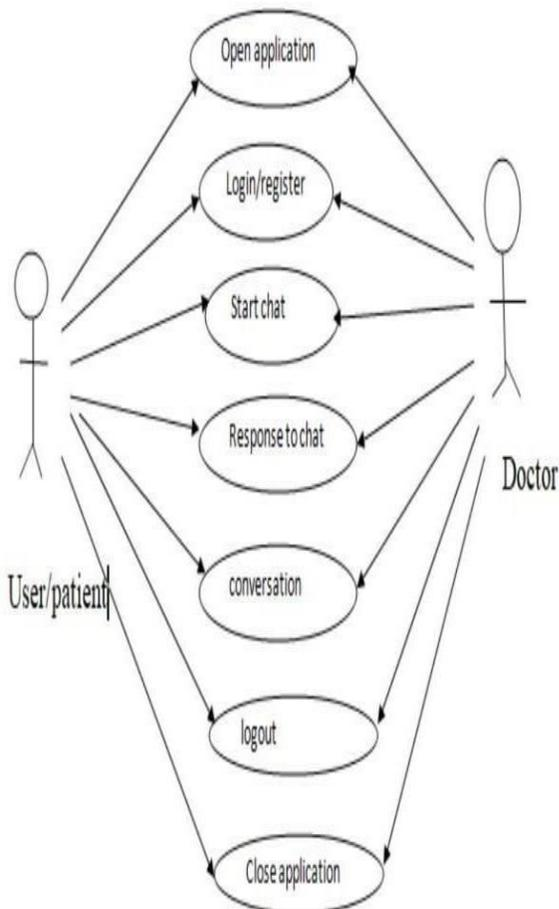 Open application
Login/register
Start chat
Response to chat
Doctor
conversation
User/patient
logout
Close application